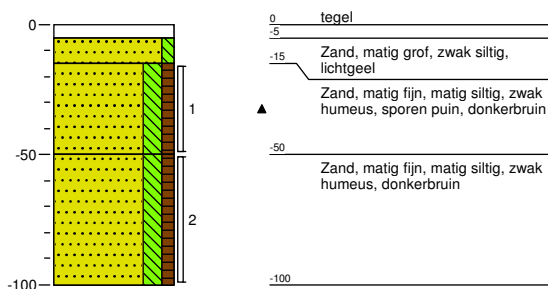 0
-50
-100
1
2
0
tegel
-5
Zand, matig grof, zwak siltig,
lichtgeel
-15
Zand, matig fijn, matig siltig, zwak
humeus, sporen puin, donkerbruin
-50
Zand, matig fijn, matig siltig, zwak
humeus, donkerbruin
-100